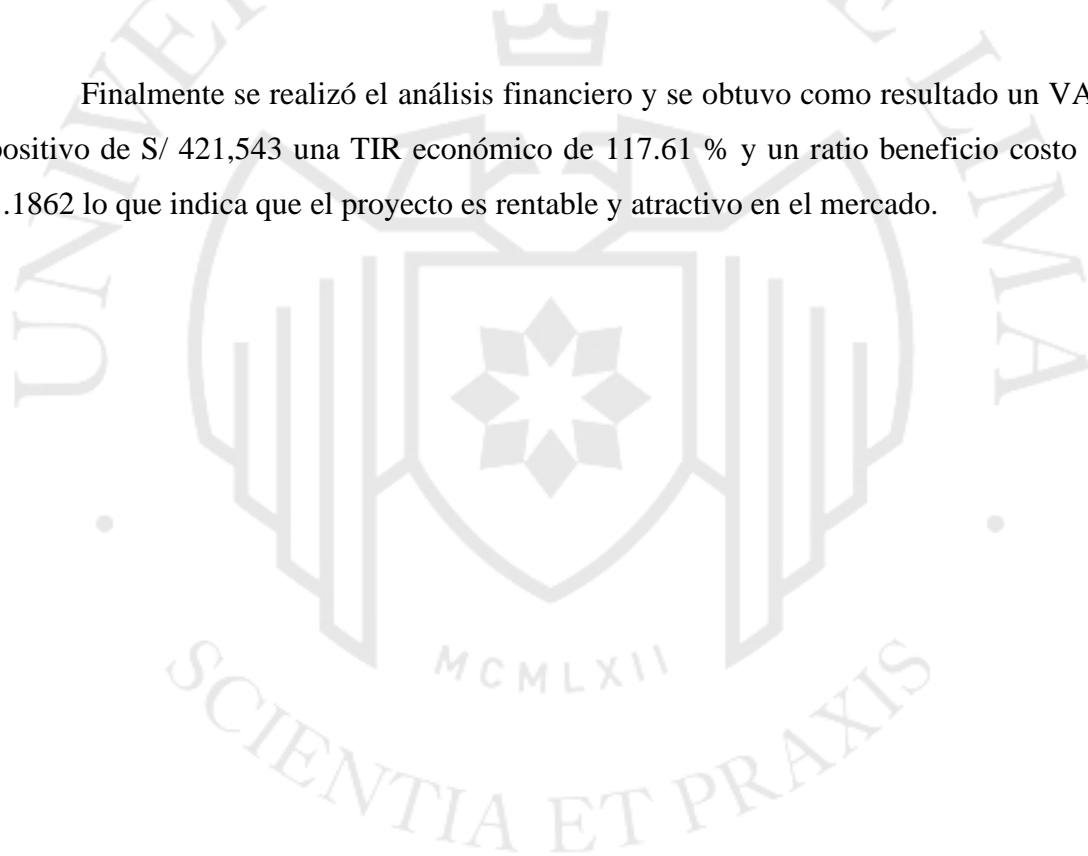 Finalmente se realizó el análisis financiero y se obtuvo como resultado un VA
positivo de S/ 421,543 una TIR económico de 117.61 % y un ratio beneficio costo
.1862 lo que indica que el proyecto es rentable y atractivo en el mercado.
UNIVE
E LIMA
MCMLXII
SCIENTIA ET PRAXIS